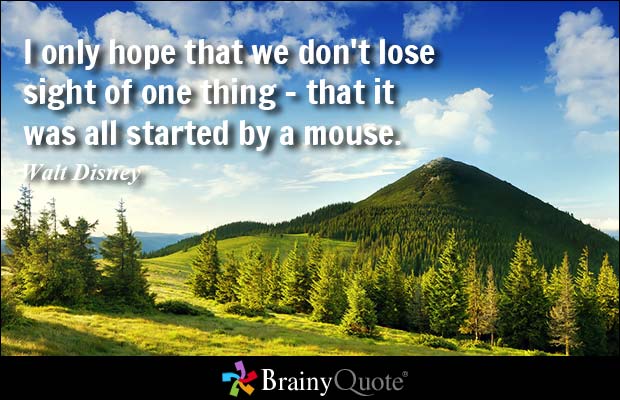 I only hope that we don't lose
sight of one thing - that it
was all started by a mouse.
Walt Disney
BrainyQuote®